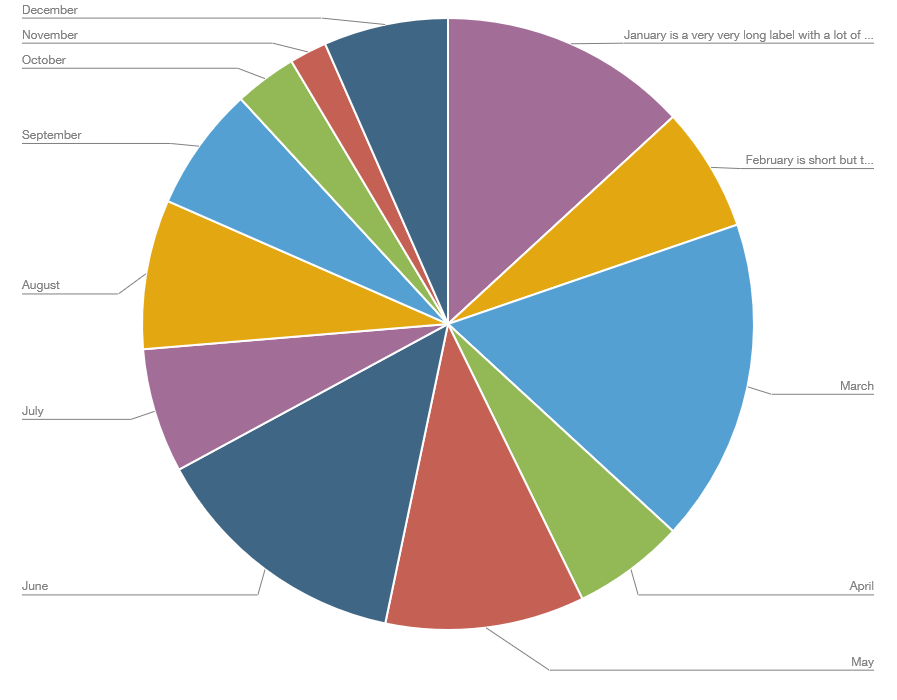 December
November
January is a very very long label with a lot of ...
October
September
February is short but t...
August
March
July
June
April
May